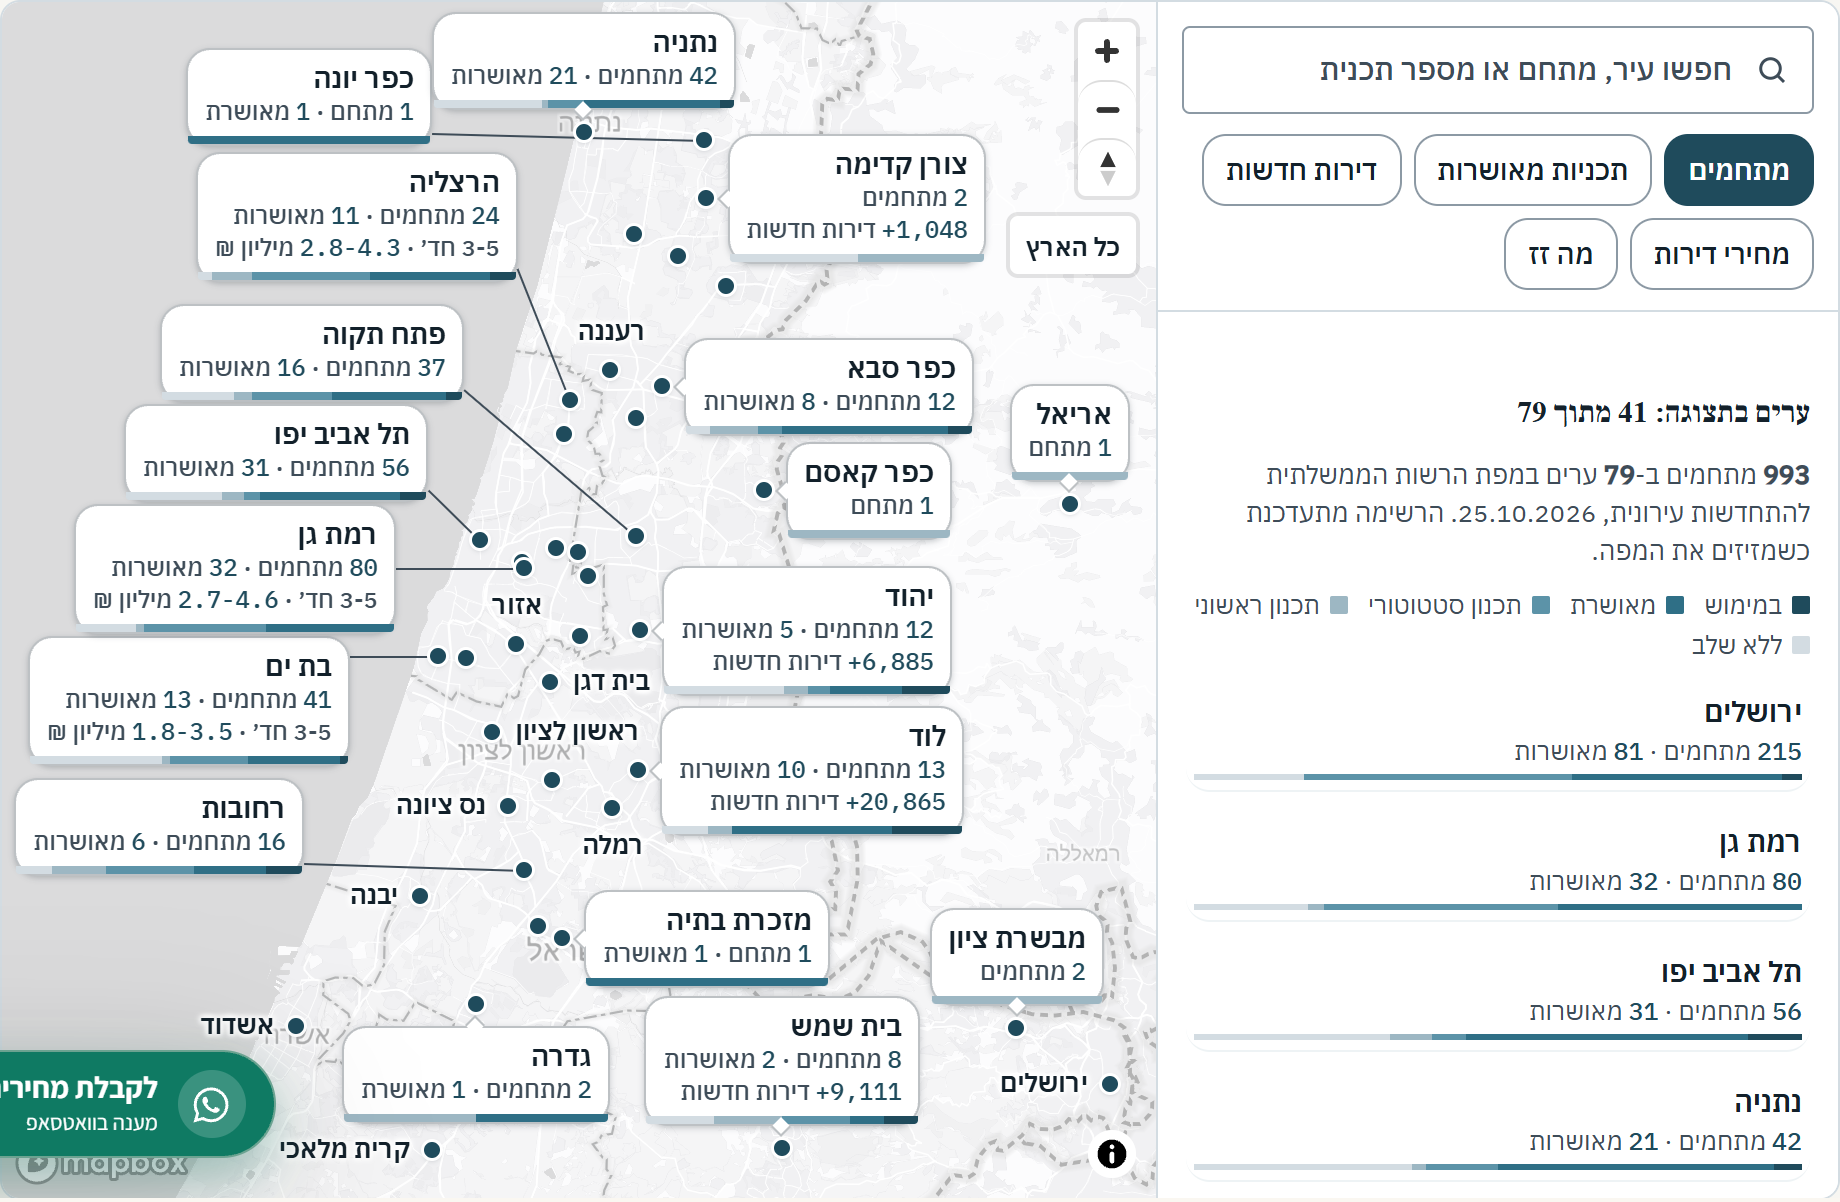 חפשו עיר, מתחם או מספר תכנית
מתחמים
תכניות מאושרות
דירות חדשות
מחירי דירות
מה זז
ערים בתצוגה: 41 מתוך 79
993 מתחמים ב-79 ערים במפת הרשות הממשלתית
להתחדשות עירונית, 25.10.2026. הרשימה מתעדכנת
כשמזיזים את המפה.
במימוש
מאושרת
תכנון סטטוטורי
תכנון ראשוני
ללא שלב
ירושלים
215 מתחמים · 81 מאושרות
רמת גן
80 מתחמים · 32 מאושרות
תל אביב יפו
56 מתחמים · 31 מאושרות
נתניה
42 מתחמים · 21 מאושרות
כל הארץ
נתניה
42 מתחמים · 21 מאושרות
כפר יונה
1 מתחם · 1 מאושרת
צורן קדימה
2 מתחמים
1,048+ דירות חדשות
הרצליה
24 מתחמים · 11 מאושרות
3-5 חד׳ · 2.8-4.3 מיליון ₪
רעננה
פתח תקוה
37 מתחמים · 16 מאושרות
כפר סבא
12 מתחמים · 8 מאושרות
אריאל
1 מתחם
תל אביב יפו
56 מתחמים · 31 מאושרות
כפר קאסם
1 מתחם
רמת גן
80 מתחמים · 32 מאושרות
3-5 חד׳ · 2.7-4.6 מיליון ₪
אזור
יהוד
12 מתחמים · 5 מאושרות
6,885+ דירות חדשות
בת ים
41 מתחמים · 13 מאושרות
3-5 חד׳ · 1.8-3.5 מיליון ₪
בית דגן
ראשון לציון
ראשון לציון
לוד
13 מתחמים · 10 מאושרות
20,865+ דירות חדשות
רחובות
16 מתחמים · 6 מאושרות
נס ציונה
רמלה
רמאללה
יבנה
מזכרת בתיה
1 מתחם · 1 מאושרת
מבשרת ציון
2 מתחמים
אשדוד
גדרה
2 מתחמים · 1 מאושרת
בית שמש
8 מתחמים · 2 מאושרות
9,111+ דירות חדשות
ירושלים
קרית מלאכי
מענה בוואטסאפ
mapbox